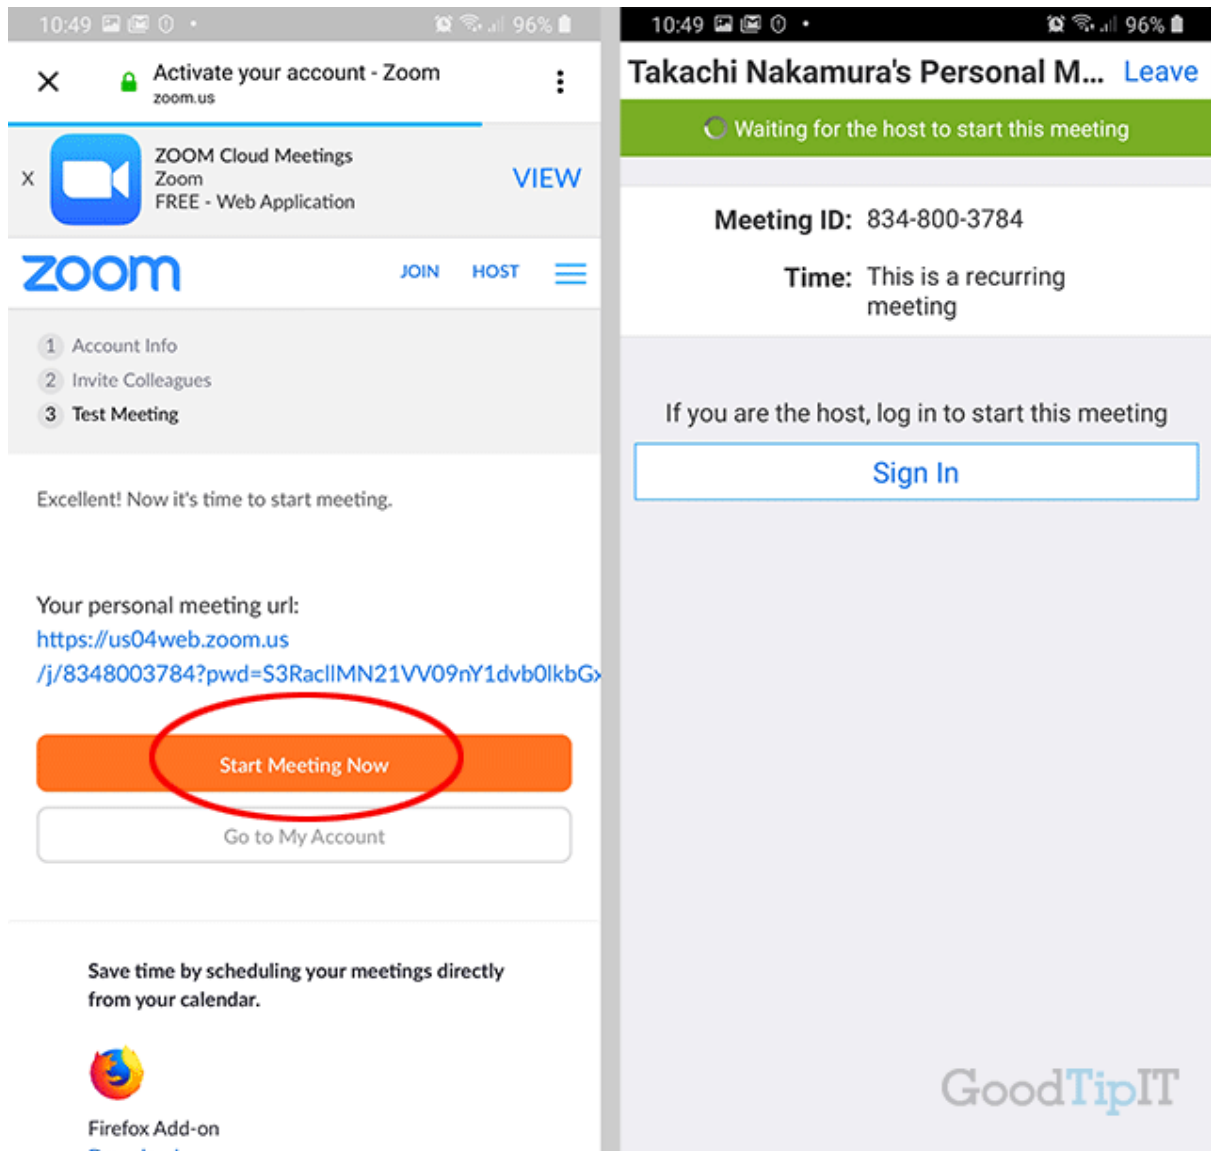 10:49
96%
Activate your account - Zoom
zoom.us
X
ZOOM Cloud Meetings
Zoom
FREE - Web Application
VIEW
zoom
JOIN HOST
1 Account Info
2 Invite Colleagues
3 Test Meeting
Excellent! Now it's time to start meeting.
Your personal meeting url:
https://us04web.zoom.us
/j/8348003784?pwd=S3RacllMN21VV09nY1dvb0lkbGx
Start Meeting Now
Go to My Account
Save time by scheduling your meetings directly
from your calendar.
Firefox Add-on
10:49
96%
Takachi Nakamura's Personal M... Leave
Waiting for the host to start this meeting
Meeting ID: 834-800-3784
Time: This is a recurring
meeting
If you are the host, log in to start this meeting
Sign In
GoodTipIT